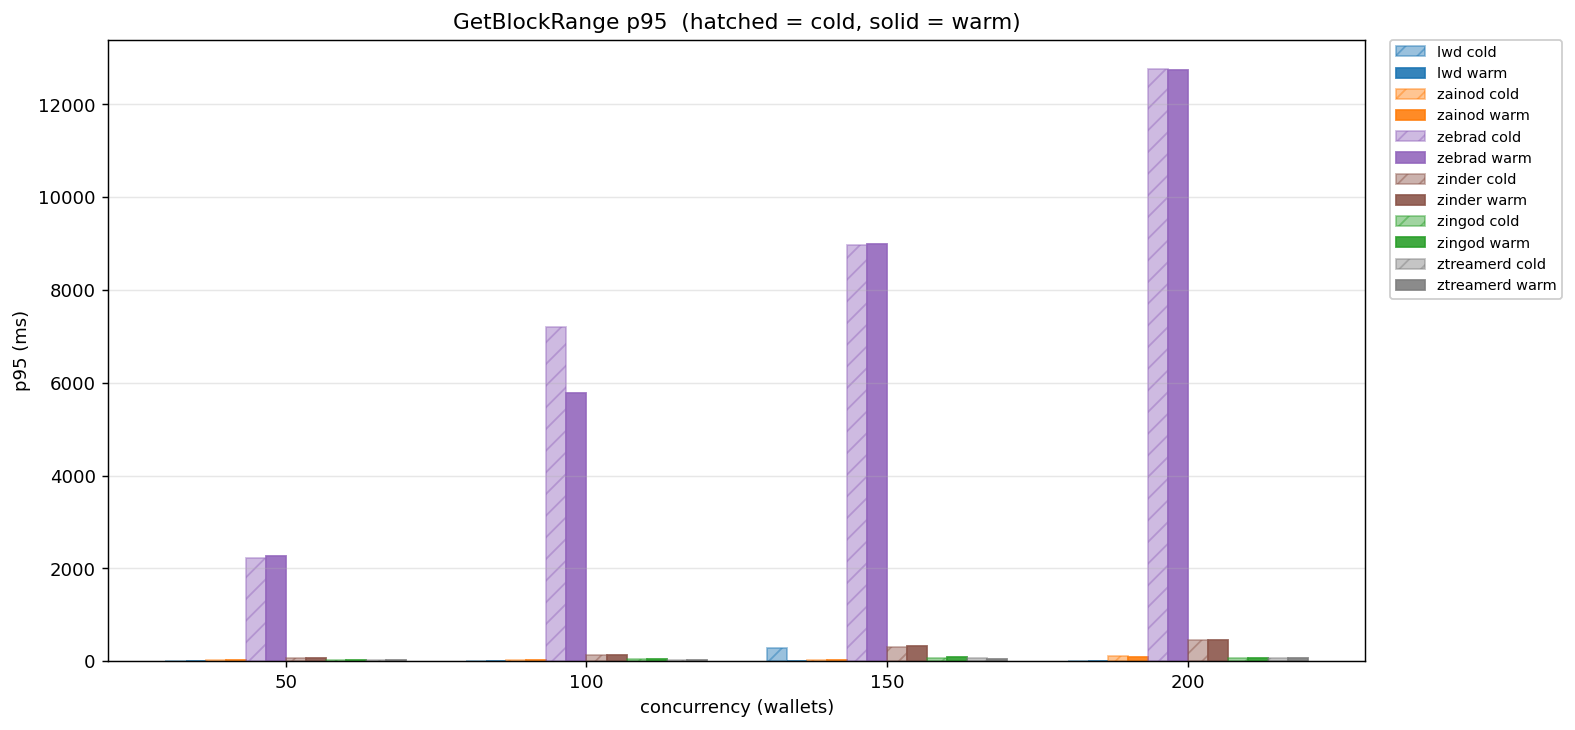 GetBlockRange p95  (hatched = cold, solid = warm)
12000
10000
8000
6000
4000
2000
0
p95 (ms)
50
100
150
200
concurrency (wallets)
lwd cold
lwd warm
zainod cold
zainod warm
zebrad cold
zebrad warm
zinder cold
zinder warm
zingod cold
zingod warm
ztreamerd cold
ztreamerd warm